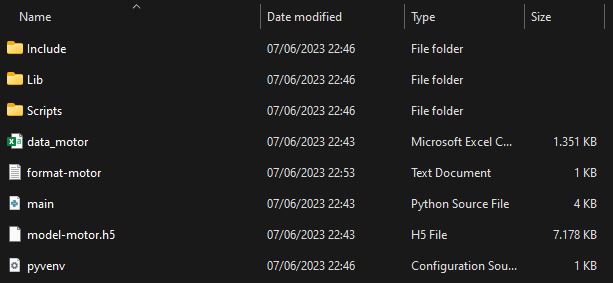 Name Date modified Type Size
Include 07/06/2023 22:46 File folder
Lib 07/06/2023 22:46 File folder
Scripts 07/06/2023 22:46 File folder
data_motor 07/06/2023 22:43 Microsoft Excel C... 1.351 KB
format-motor 07/06/2023 22:53 Text Document 1 KB
main 07/06/2023 22:43 Python Source File 4 KB
model-motor.h5 07/06/2023 22:43 H5 File 7.178 KB
pyvenv 07/06/2023 22:46 Configuration Sou... 1 KB